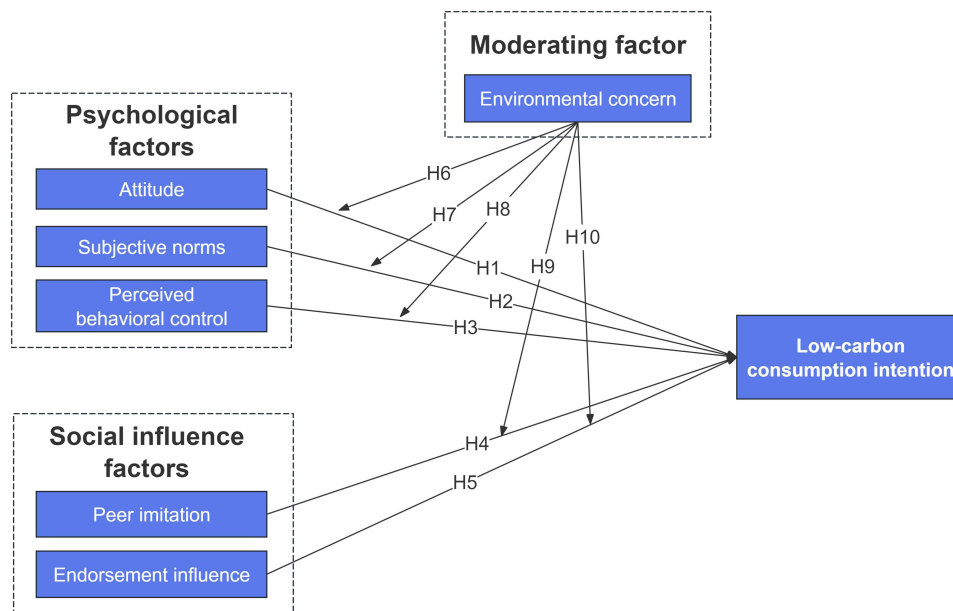 Moderating factor
Environmental concern
Psychological
factors
Attitude
Subjective norms
Perceived
behavioral control
H6
H7
H8
H9
H10
H1
H2
H3
Low-carbon
consumption intention
Social influence
factors
Peer imitation
Endorsement influence
H4
H5